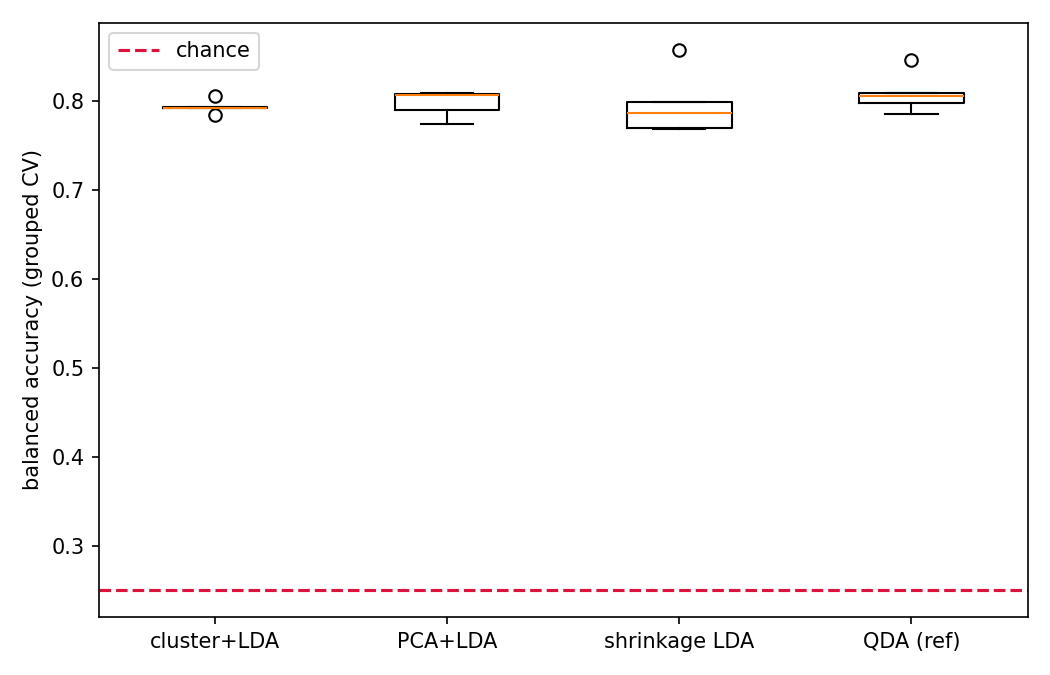 chance
balanced accuracy (grouped CV)
0.8
0.7
0.6
0.5
0.4
0.3
cluster+LDA
PCA+LDA
shrinkage LDA
QDA (ref)